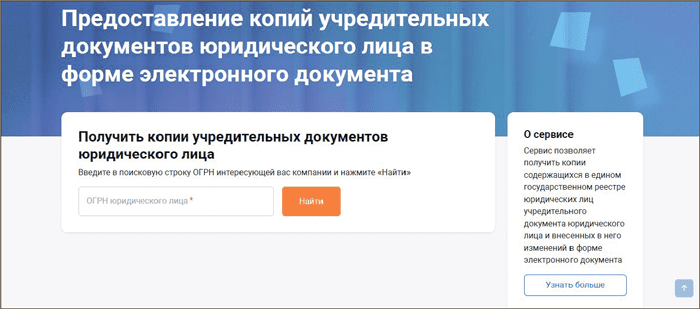 Предоставление копий учредительных
документов юридического лица в
форме электронного документа
Получить копии учредительных документов
юридического лица
Введите в поисковую строку ОГРН интересующей вас компании и нажмите «Найти»
ОГРН юридического лица *
Найти
О сервисе
Сервис позволяет
получить копии
содержащихся в едином
государственном реестре
юридических лиц
учредительного
документа юридического
лица и внесенных в него
изменений в форме
электронного документа
Узнать больше